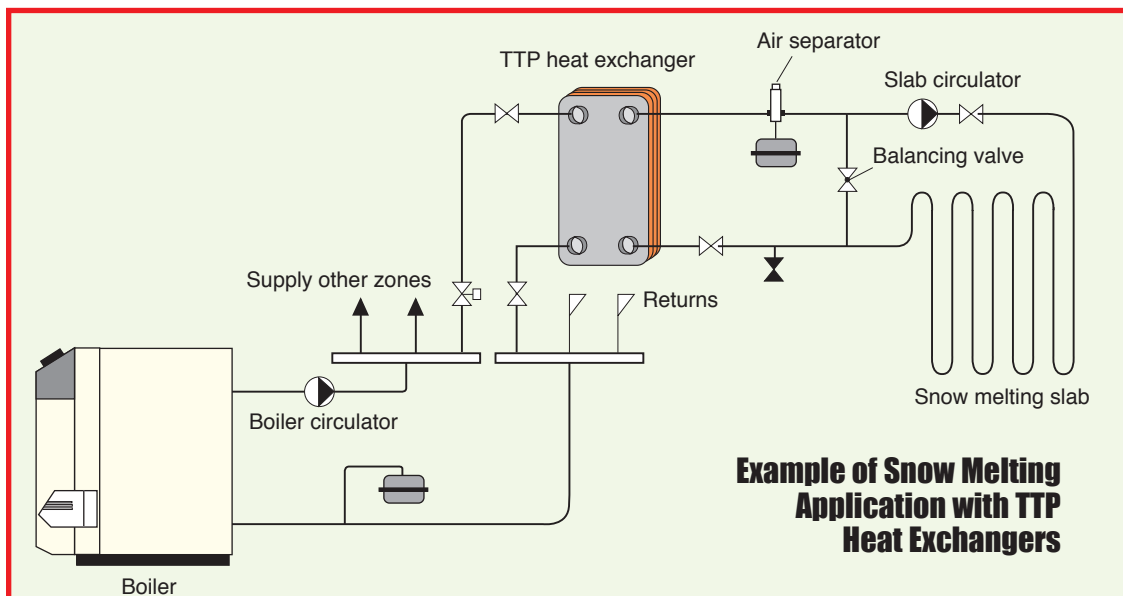 Air separator
TTP heat exchanger
Slab circulator
Balancing valve
Supply other zones
Returns
Boiler circulator
Snow melting slab
Example of Snow Melting
Application with TTP
Heat Exchangers
Boiler